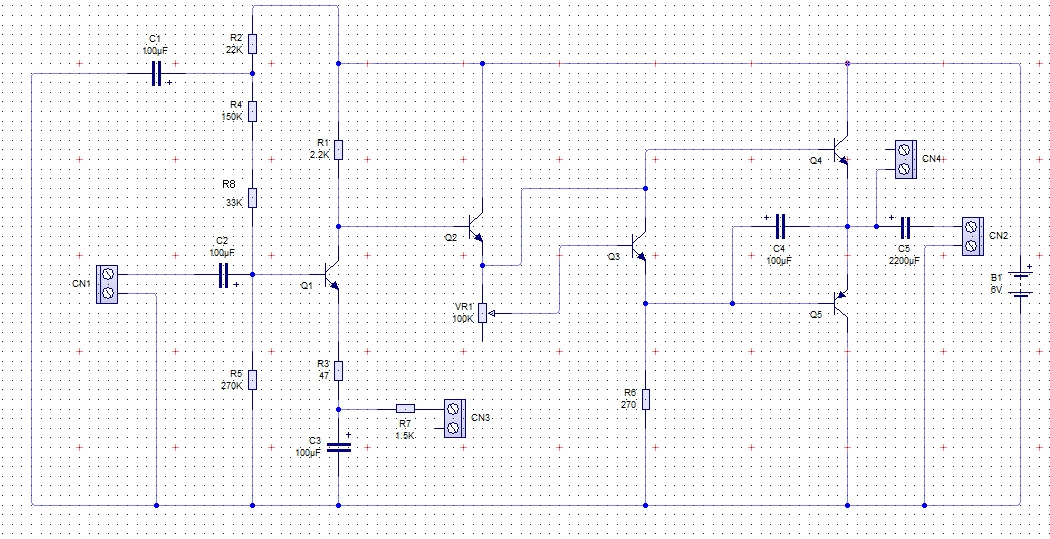 R2
22K
C1
100µF
R4
150K
R1
2.2K
Q4
CN4
R8
33K
C2
100µF
Q2
Q3
C4
100µF
C5
2200µF
CN2
CN1
Q1
B1
6V
VR1
100K
Q5
R3
47
R5
270K
R6
270
R7
1.5K
CN3
C3
100µF